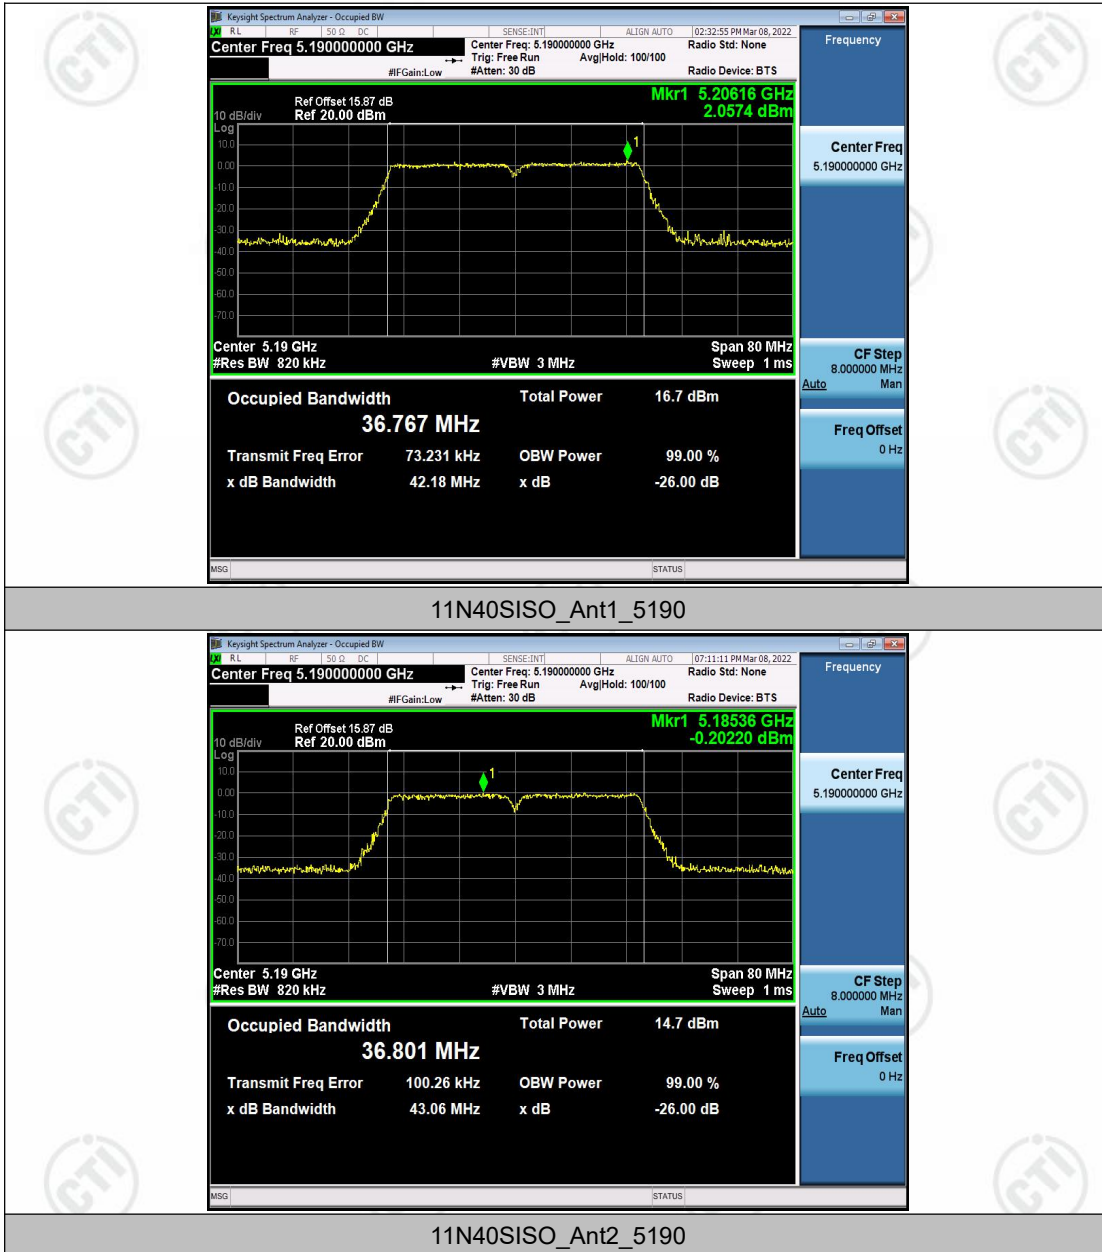 Keysight Spectrum Analyzer - Occupied BW
LXI RL RF 50 Ω DC SENSE:INT ALIGN AUTO 02:32:55 PM Mar 08, 2022
Center Freq 5.190000000 GHz Center Freq: 5.190000000 GHz Radio Std: None Frequency
Trig: Free Run Avg|Hold: 100/100
#IFGain:Low #Atten: 30 dB Radio Device: BTS
Mkr1 5.20616 GHz
Ref Offset 15.87 dB
10 dB/div Ref 20.00 dBm 2.0574 dBm
Log
10.0
0.00
-10.0
-20.0
-30.0
-40.0
-50.0
-60.0
-70.0
1
Center Freq
5.190000000 GHz
Center 5.19 GHz Span 80 MHz
#Res BW 820 kHz #VBW 3 MHz Sweep 1 ms
CF Step
8.000000 MHz
Auto Man
Occupied Bandwidth Total Power 16.7 dBm
36.767 MHz
Freq Offset
0 Hz
Transmit Freq Error 73.231 kHz OBW Power 99.00 %
x dB Bandwidth 42.18 MHz x dB -26.00 dB
MSG STATUS
11N40SISO_Ant1_5190
Keysight Spectrum Analyzer - Occupied BW
LXI RL RF 50 Ω DC SENSE:INT ALIGN AUTO 07:11:11 PM Mar 08, 2022
Center Freq 5.190000000 GHz Center Freq: 5.190000000 GHz Radio Std: None Frequency
Trig: Free Run Avg|Hold: 100/100
#IFGain:Low #Atten: 30 dB Radio Device: BTS
Mkr1 5.18536 GHz
Ref Offset 15.87 dB
10 dB/div Ref 20.00 dBm -0.20220 dBm
Log
10.0
0.00
-10.0
-20.0
-30.0
-40.0
-50.0
-60.0
-70.0
1
Center Freq
5.190000000 GHz
Center 5.19 GHz Span 80 MHz
#Res BW 820 kHz #VBW 3 MHz Sweep 1 ms
CF Step
8.000000 MHz
Auto Man
Occupied Bandwidth Total Power 14.7 dBm
36.801 MHz
Freq Offset
0 Hz
Transmit Freq Error 100.26 kHz OBW Power 99.00 %
x dB Bandwidth 43.06 MHz x dB -26.00 dB
MSG STATUS
11N40SISO_Ant2_5190
CTI
CTI
CTI
CTI
CTI
CTI
CTI
CTI